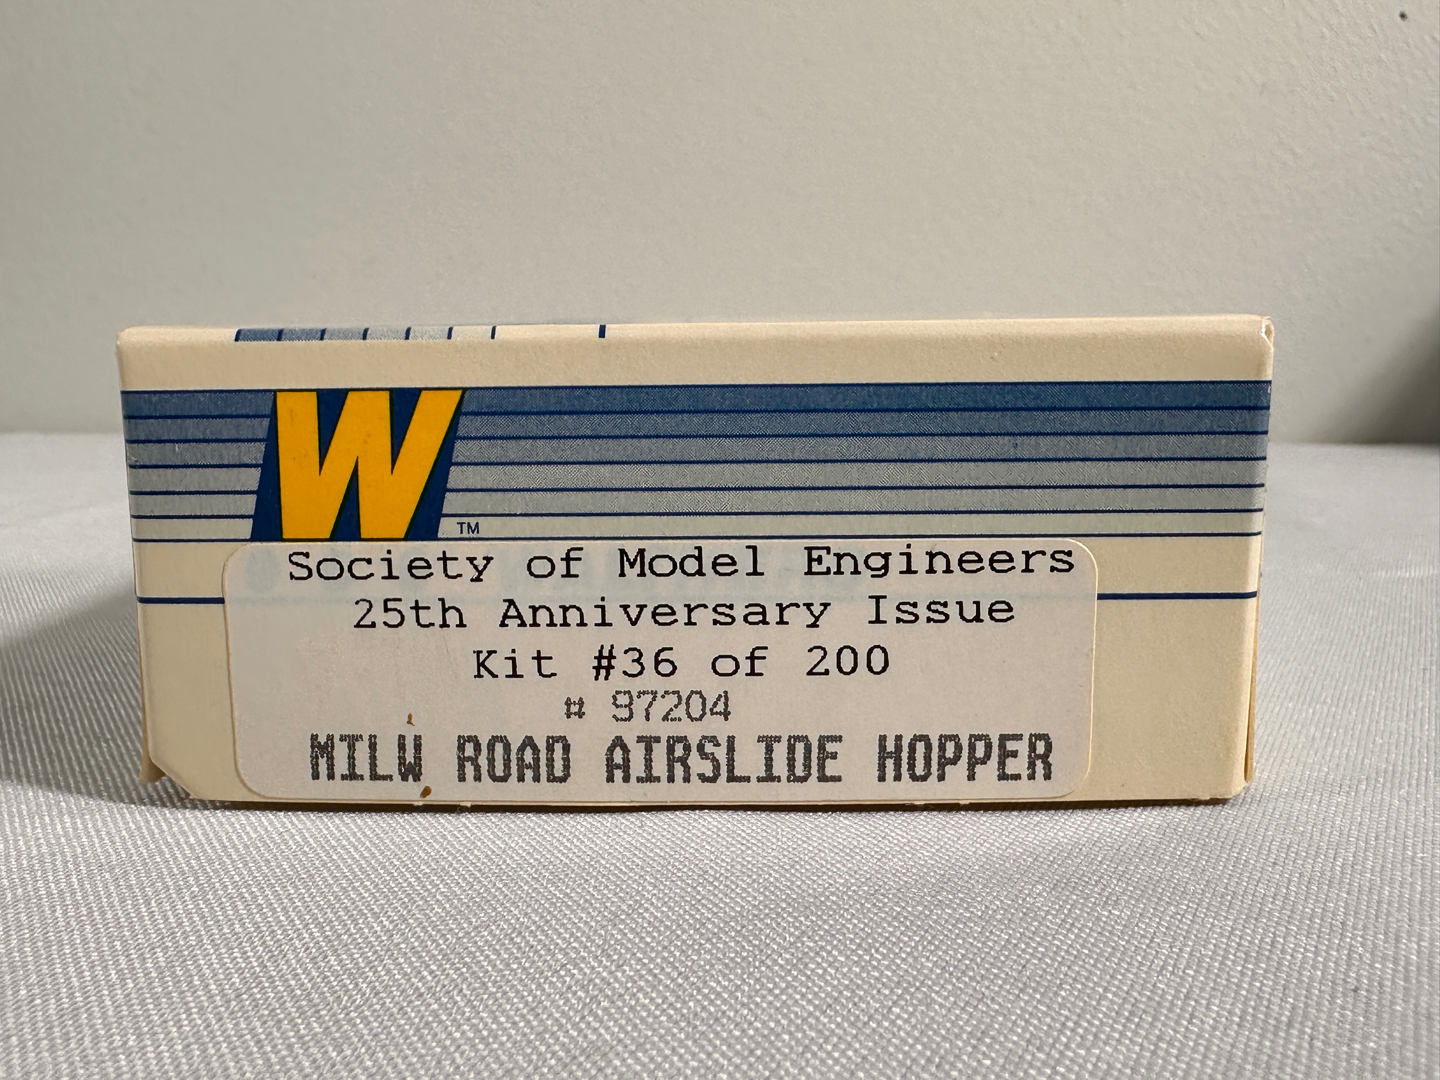 W
TM
Society of Model Engineers
25th Anniversary Issue
Kit #36 of 200
# 97204
MILW ROAD AIRSLIDE HOPPER